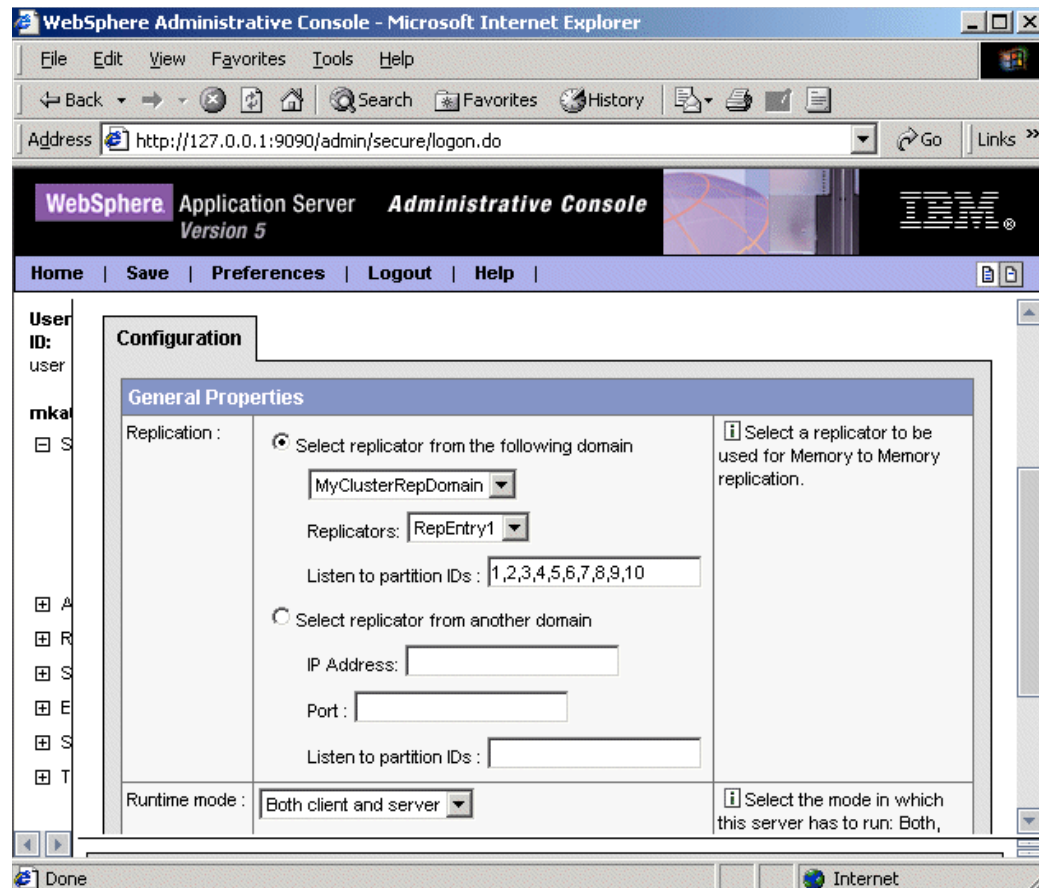 WebSphere Administrative Console - Microsoft Internet Explorer
File Edit View Favorites Tools Help
Back Search Favorites History
Address http://127.0.0.1:9090/admin/secure/logon.do Go Links »
WebSphere Application Server Administrative Console
Version 5
IBM®
Home | Save | Preferences | Logout | Help |
User
ID:
user
mkat
S
A
R
S
E
S
T
Configuration
General Properties
Replication :
Select replicator from the following domain
MyClusterRepDomain
Replicators: RepEntry1
Listen to partition IDs : 1,2,3,4,5,6,7,8,9,10
Select replicator from another domain
IP Address:
Port :
Listen to partition IDs :
i Select a replicator to be
used for Memory to Memory
replication.
Runtime mode : Both client and server
i Select the mode in which
this server has to run: Both,
Done Internet